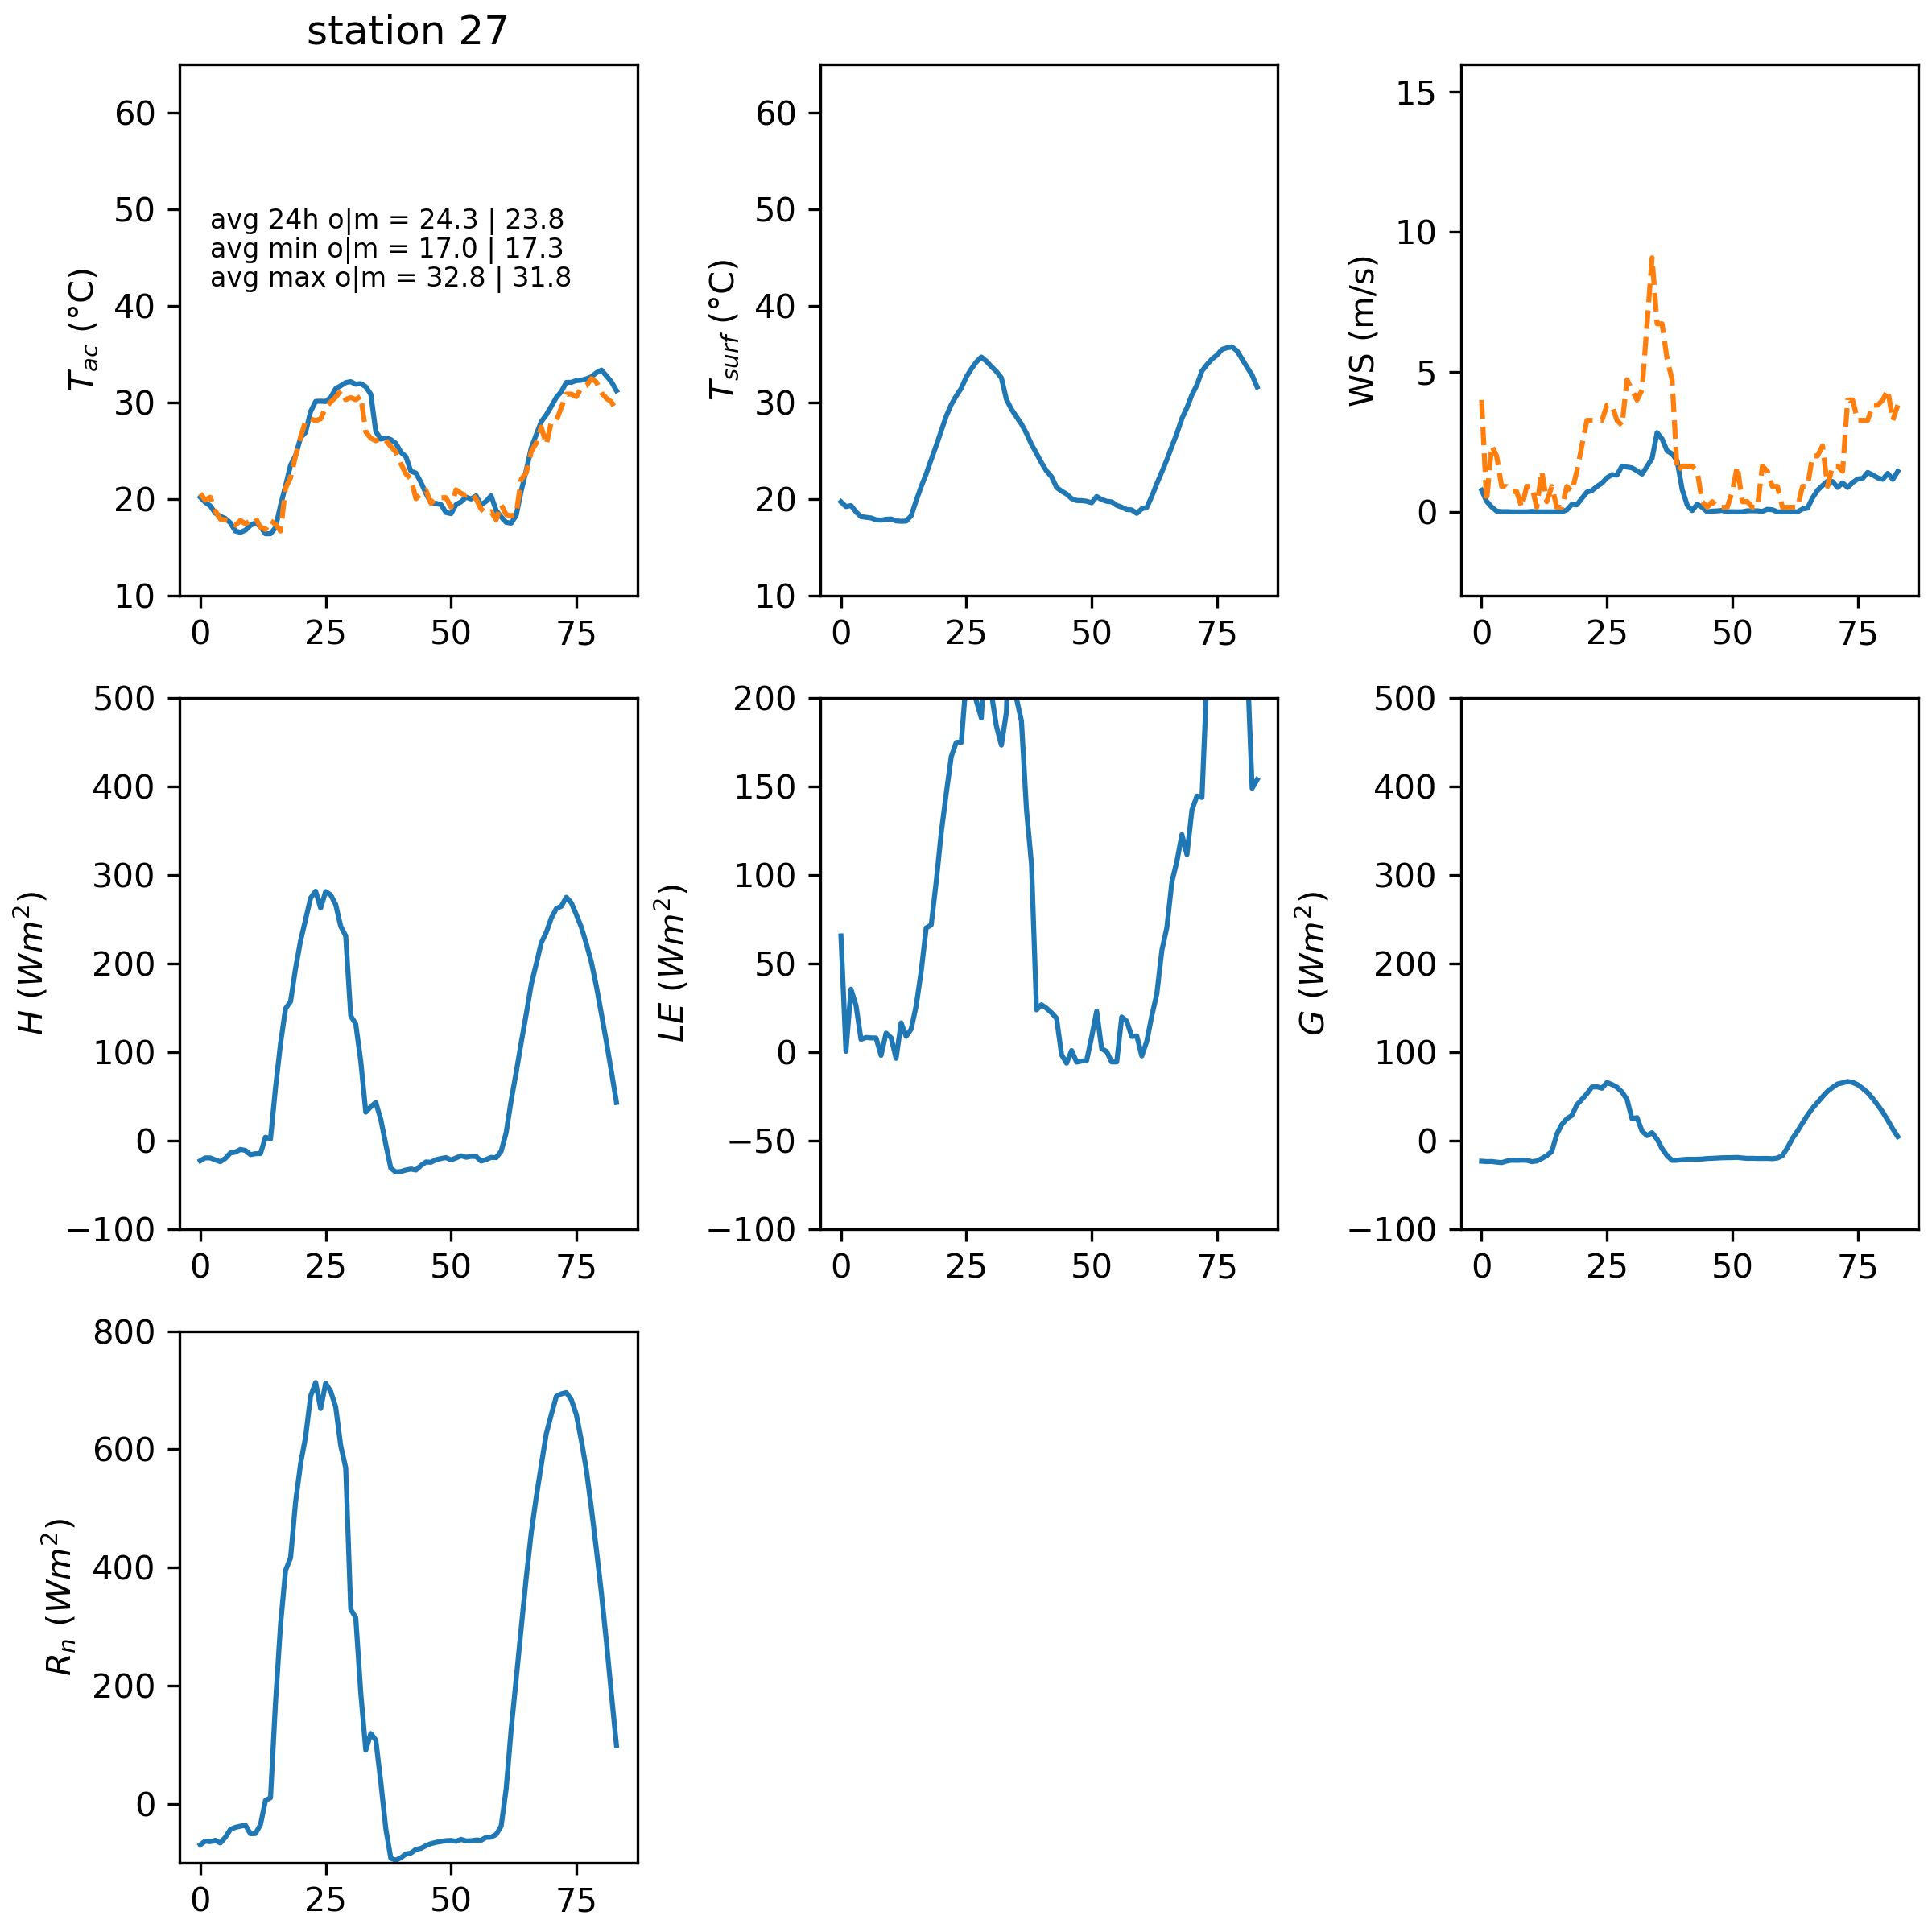 station 27
60
50
40
30
20
10
T_ac (°C)
avg 24h o|m = 24.3 | 23.8
avg min o|m = 17.0 | 17.3
avg max o|m = 32.8 | 31.8
0 25 50 75
60
50
40
30
20
10
T_surf (°C)
0 25 50 75
15
10
5
0
WS (m/s)
0 25 50 75
500
400
300
200
100
0
−100
H (Wm²)
0 25 50 75
200
150
100
50
0
−50
−100
LE (Wm²)
0 25 50 75
500
400
300
200
100
0
−100
G (Wm²)
0 25 50 75
800
600
400
200
0
R_n (Wm²)
0 25 50 75